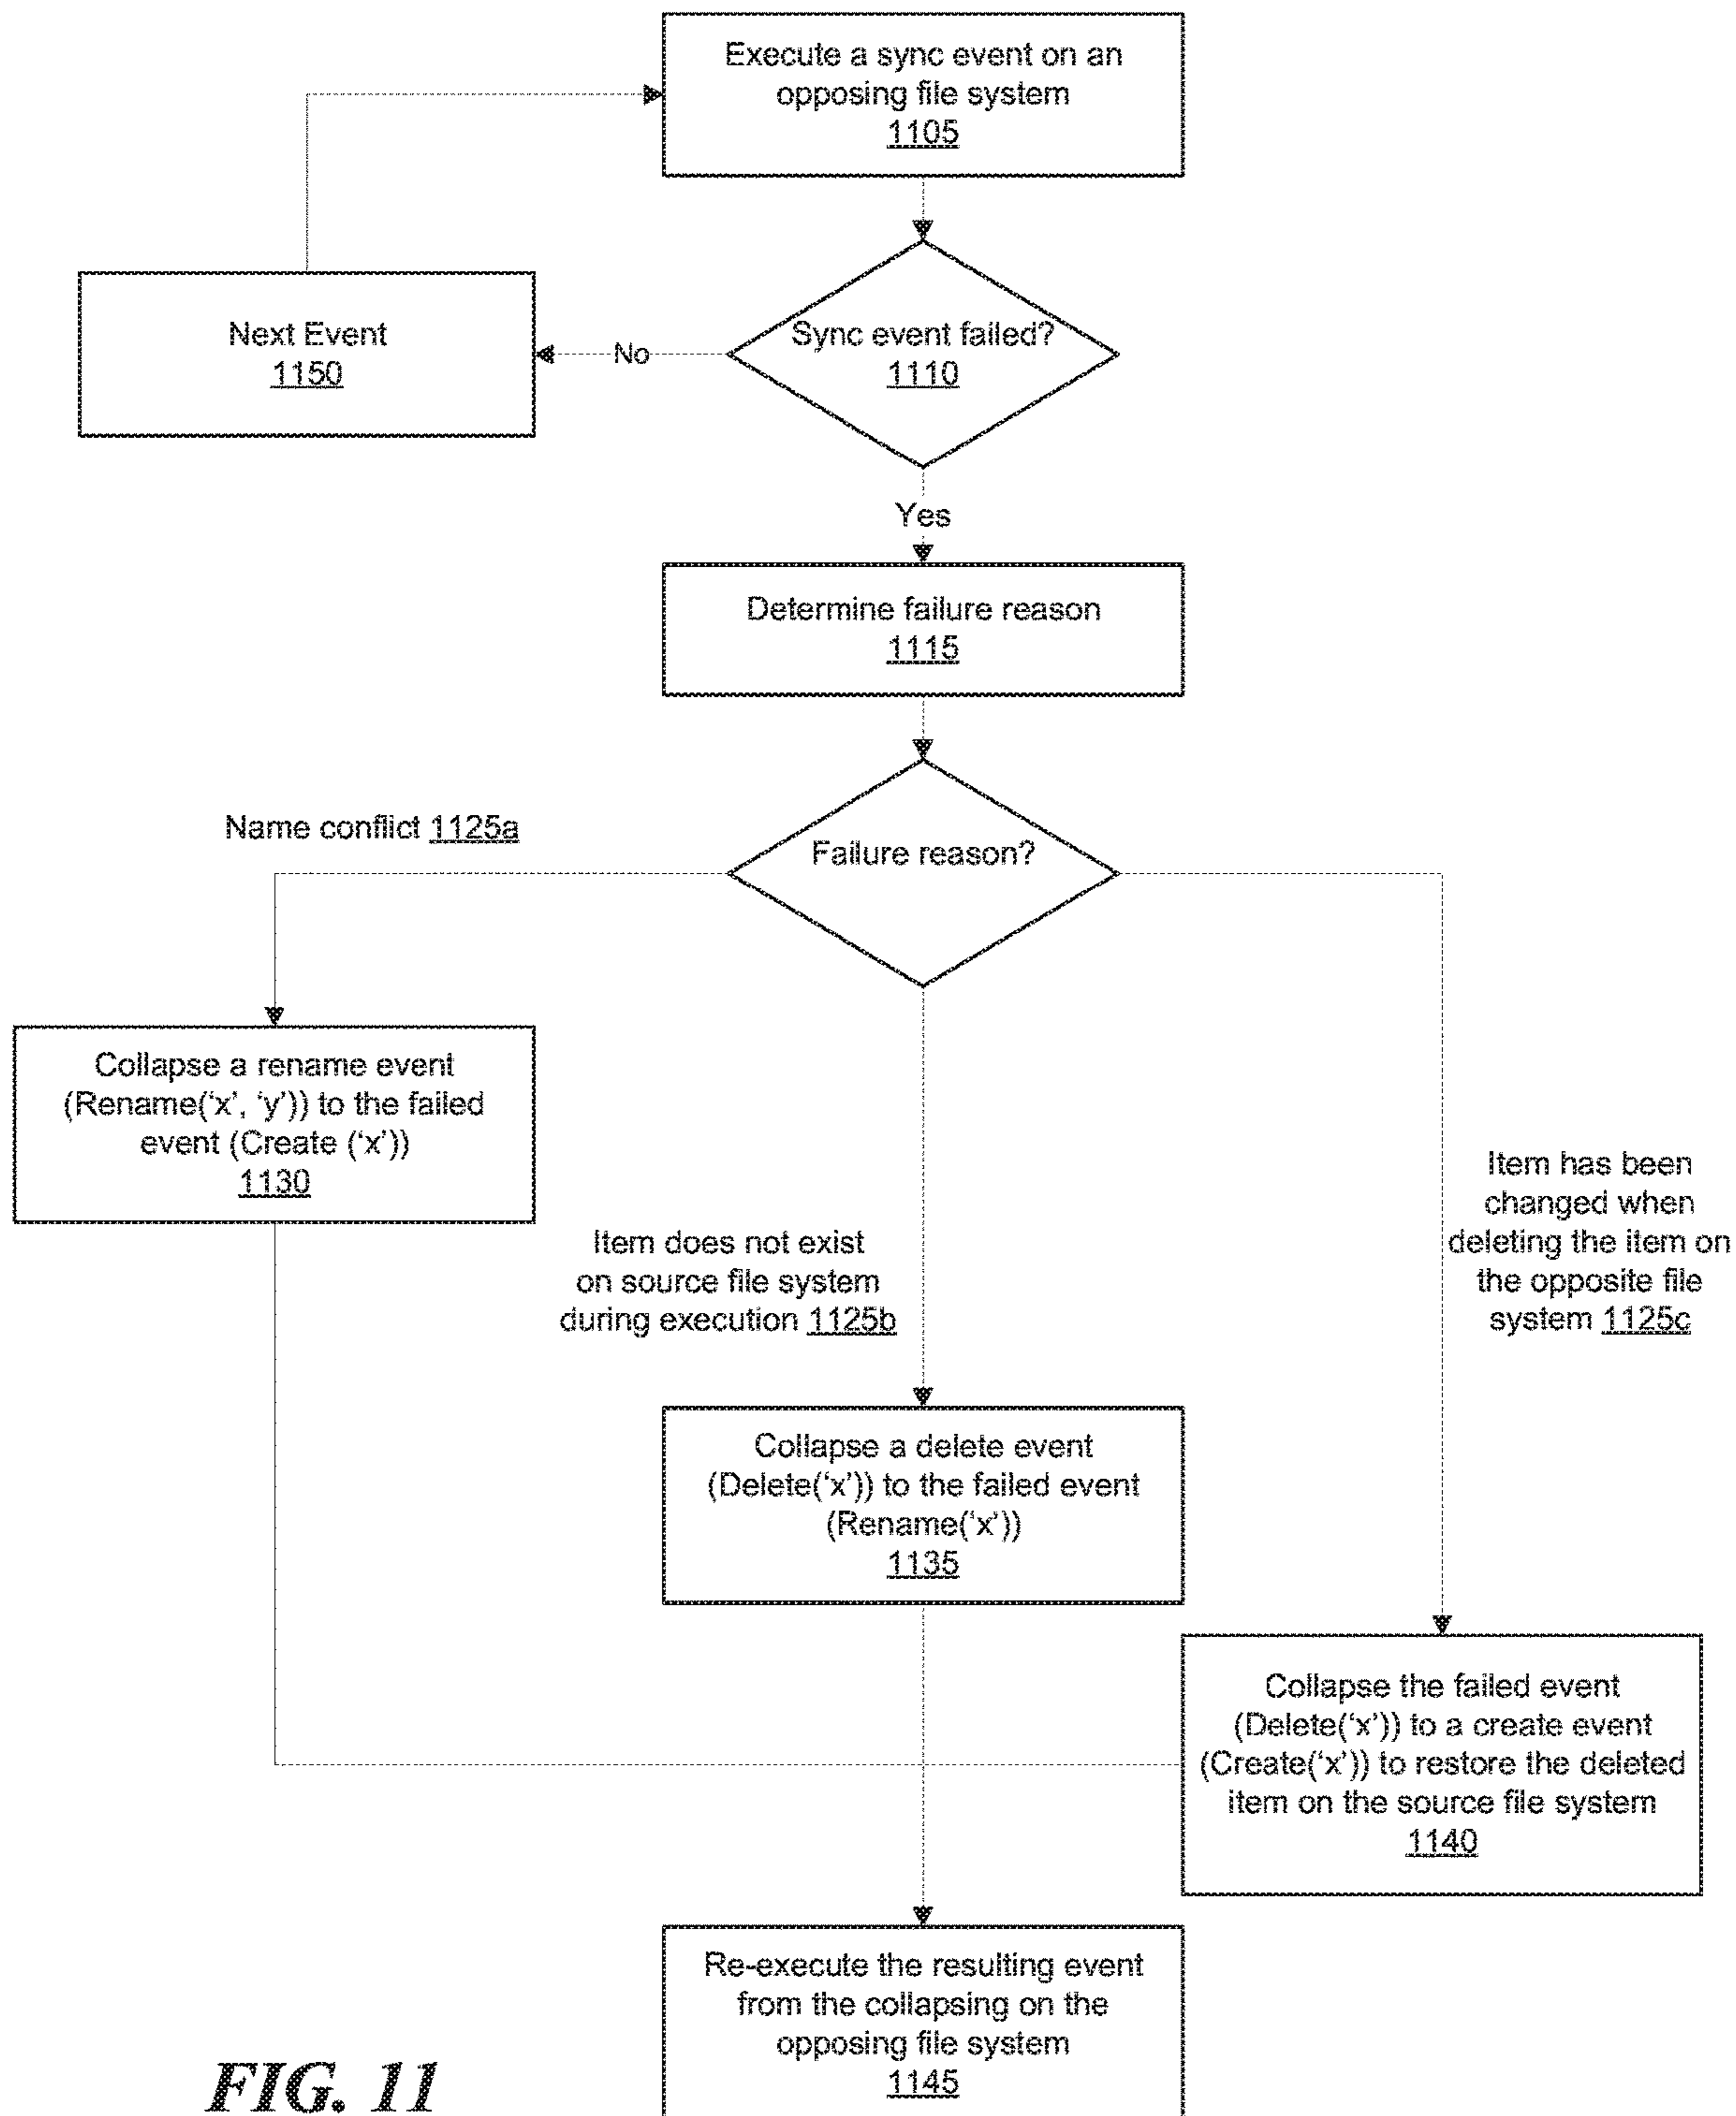 Execute a sync event on an
opposing file system
1105
Next Event
1150
No
Sync event failed?
1110
Yes
Determine failure reason
1115
Name conflict 1125a
Failure reason?
Collapse a rename event
(Rename(‘x’, ‘y’)) to the failed
event (Create (‘x’))
1130
Item does not exist
on source file system
during execution 1125b
Item has been
changed when
deleting the item on
the opposite file
system 1125c
Collapse a delete event
(Delete(‘x’)) to the failed event
(Rename(‘x’))
1135
Collapse the failed event
(Delete(‘x’)) to a create event
(Create(‘x’)) to restore the deleted
item on the source file system
1140
Re-execute the resulting event
from the collapsing on the
opposing file system
1145
FIG. 11